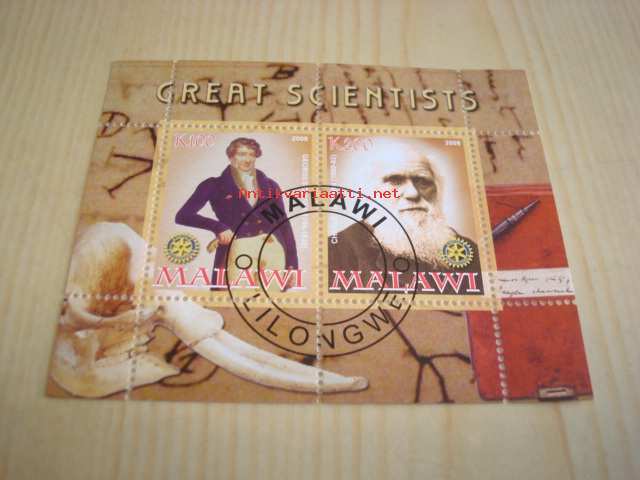 GREAT SCIENTISTS
K100
2008
K200
2008
Antikvariaatti.net
MALAWI
MALAWI
MALAWI
LILONGWE